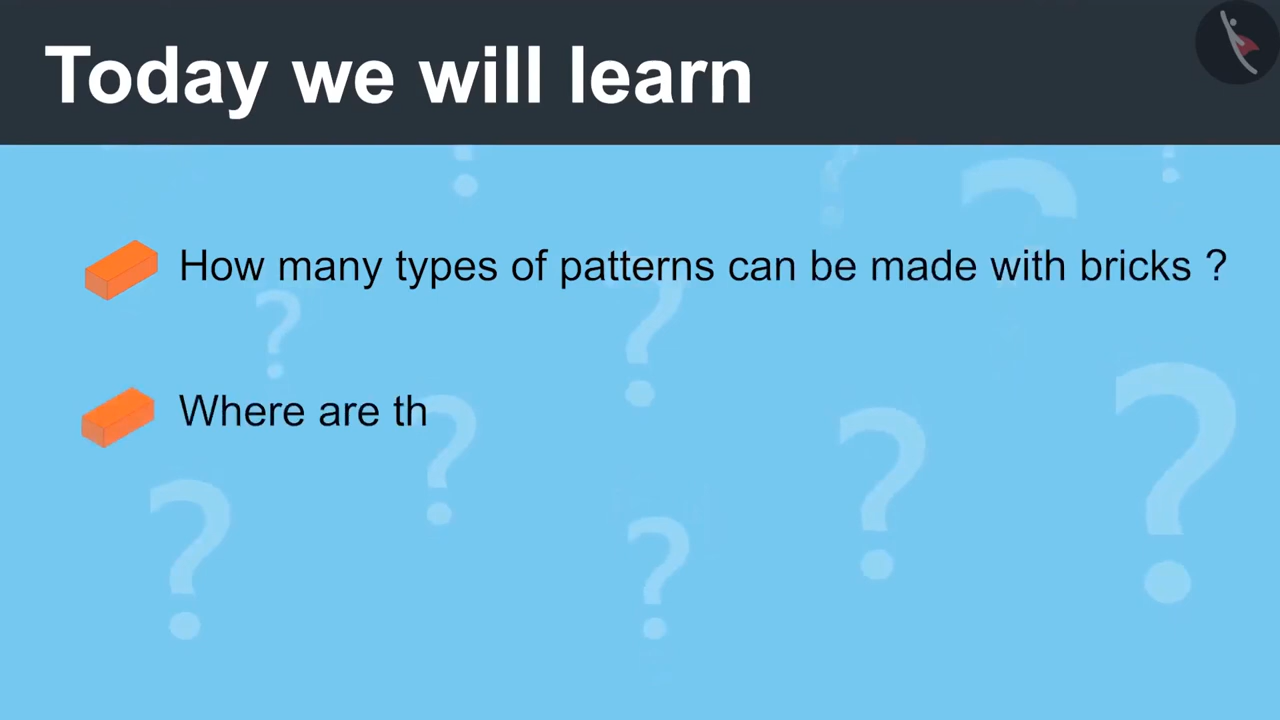 Today we will learn
How many types of patterns can be made with bricks ?
Where are th